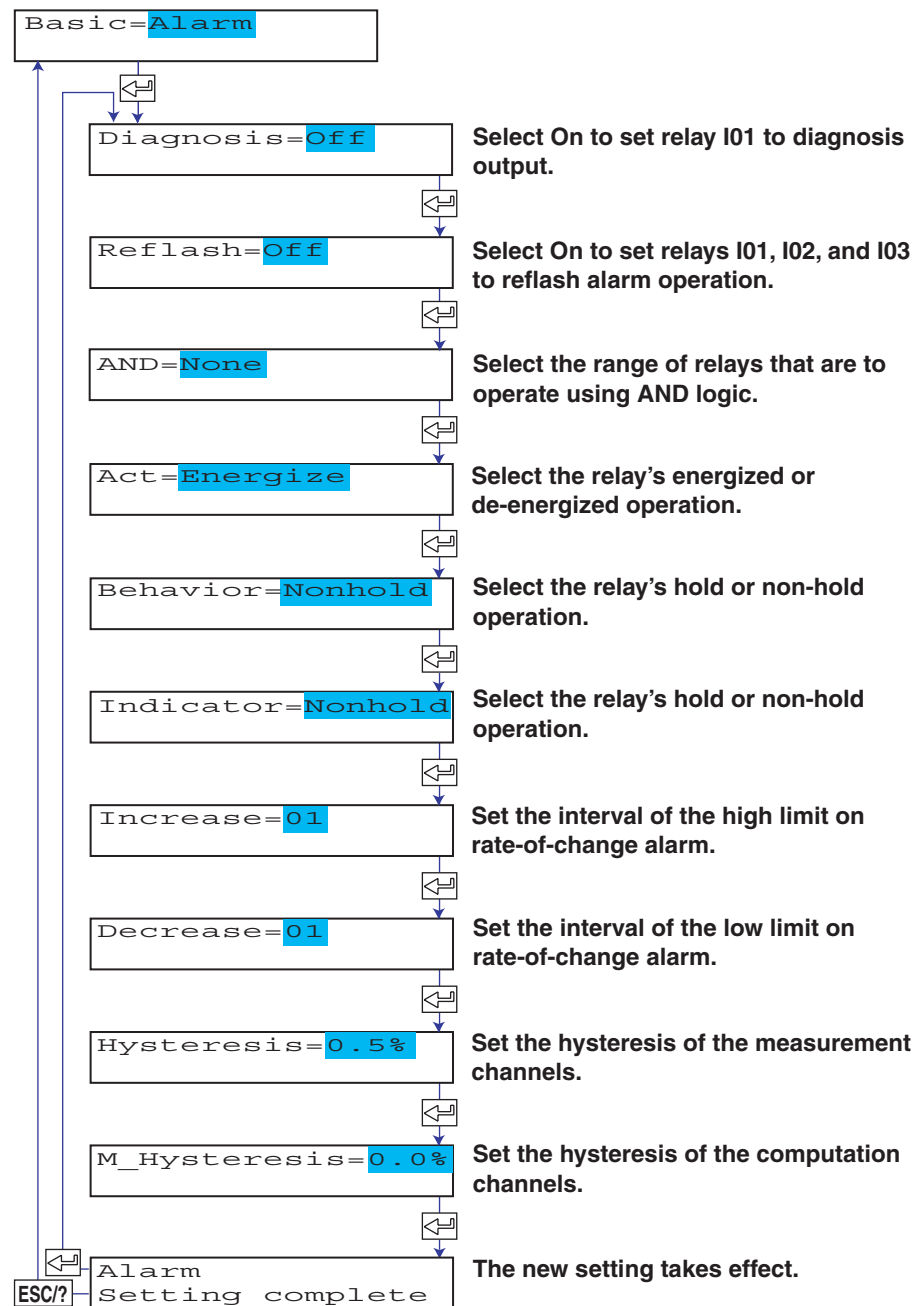 Basic=Alarm
Diagnosis=Off
Select On to set relay I01 to diagnosis
output.
Reflash=Off
Select On to set relays I01, I02, and I03
to reflash alarm operation.
AND=None
Select the range of relays that are to
operate using AND logic.
Act=Energize
Select the relay's energized or
de-energized operation.
Behavior=Nonhold
Select the relay's hold or non-hold
operation.
Indicator=Nonhold
Select the relay's hold or non-hold
operation.
Increase=01
Set the interval of the high limit on
rate-of-change alarm.
Decrease=01
Set the interval of the low limit on
rate-of-change alarm.
Hysteresis=0.5%
Set the hysteresis of the measurement
channels.
M_Hysteresis=0.0%
Set the hysteresis of the computation
channels.
Alarm
The new setting takes effect.
ESC/?
Setting complete